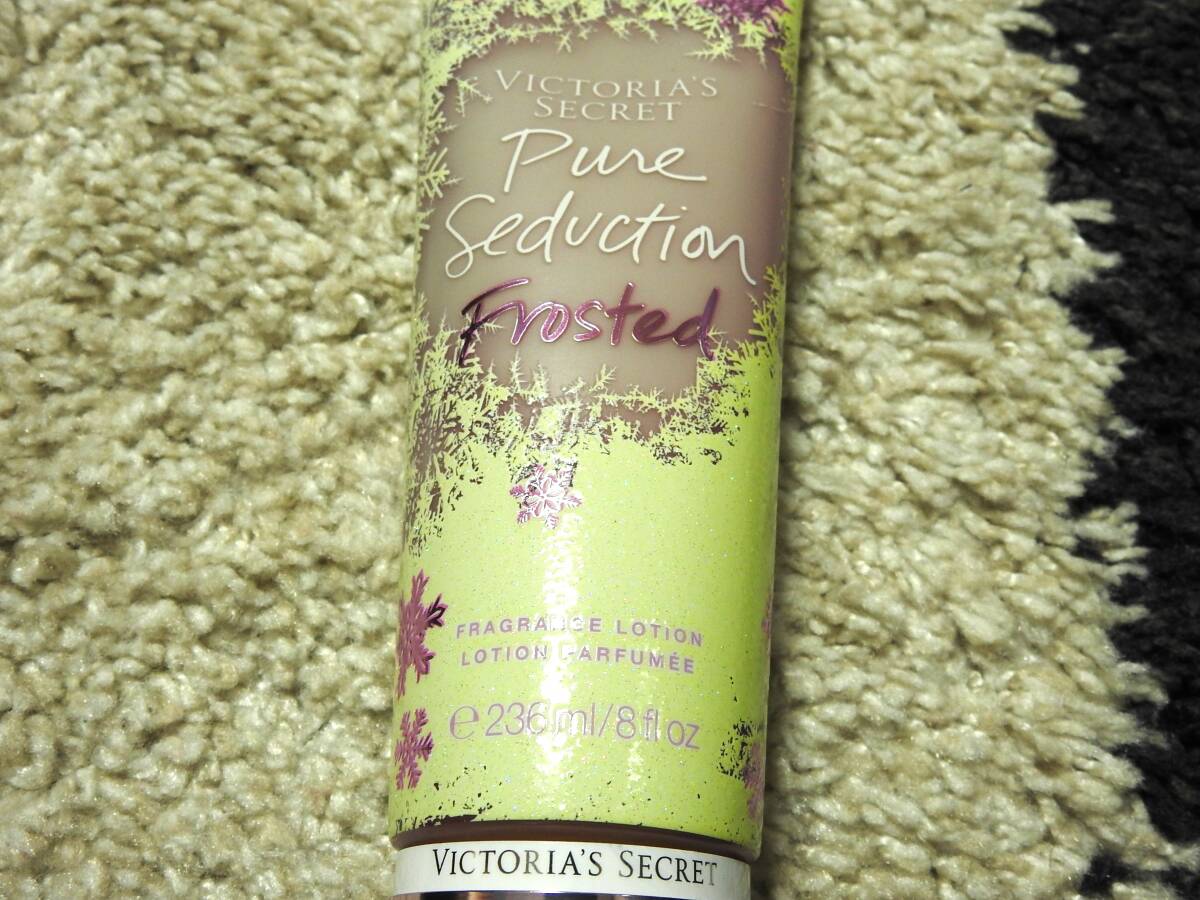 VICTORIA'S
SECRET
Pure
Seduction
Frosted
FRAGRANCE LOTION
LOTION PARFUMÉE
℮ 236 ml/8 fl oz
VICTORIA'S SECRET